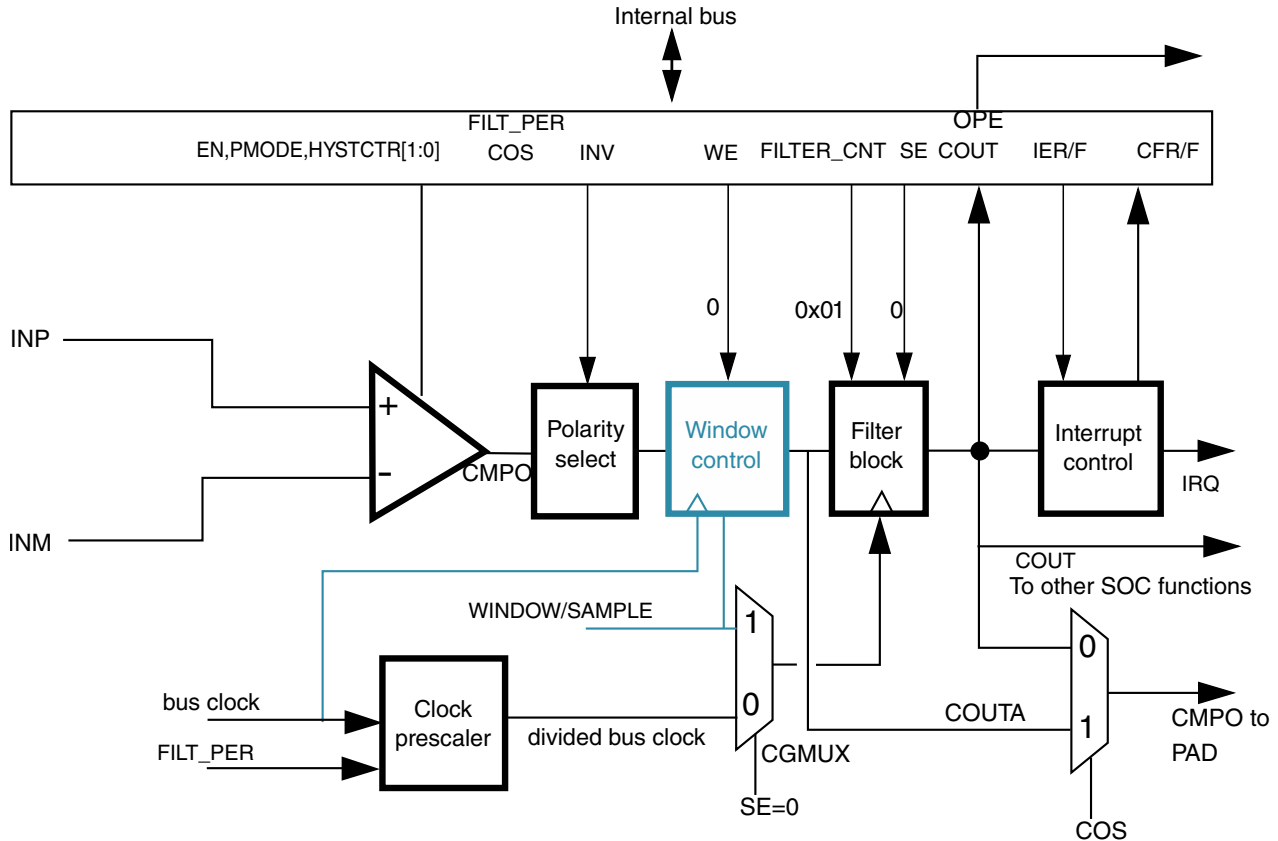 Internal bus
FILT_PER
OPE
EN,PMODE,HYSTCTR[1:0]
COS
INV
WE
FILTER_CNT
SE
COUT
IER/F
CFR/F
0
0x01
0
INP
+
-
INM
CMPO
Polarity
select
Window
control
Filter
block
Interrupt
control
IRQ
COUT
To other SOC functions
WINDOW/SAMPLE
1
0
bus clock
FILT_PER
Clock
prescaler
divided bus clock
CGMUX
SE=0
COUTA
0
1
CMPO to
PAD
COS